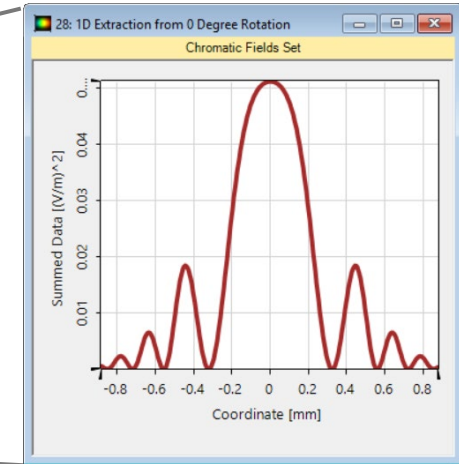 28: 1D Extraction from 0 Degree Rotation
Chromatic Fields Set
Summed Data [(V/m)^2]
0...
0.04
0.03
0.02
0.01
-0.8 -0.6 -0.4 -0.2 0 0.2 0.4 0.6 0.8
Coordinate [mm]